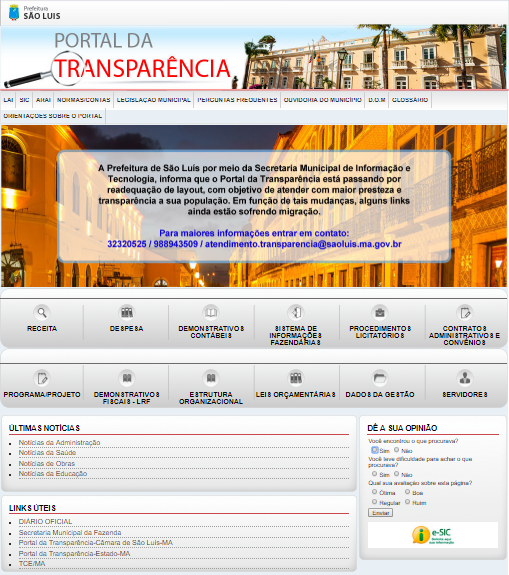 Prefeitura
SÃO LUIS
PORTAL DA
TRANSPARÊNCIA
LAI SIC ARAI NORMAS/CONTAS LEGISLAÇÃO MUNICIPAL PERGUNTAS FREQUENTES OUVIDORIA DO MUNICÍPIO D.O.M GLOSSÁRIO
ORIENTAÇÕES SOBRE O PORTAL
A Prefeitura de São Luís por meio da Secretaria Municipal de Informação e
Tecnologia, informa que o Portal da Transparência está passando por
readequação de layout, com objetivo de atender com maior presteza e
transparência a sua população. Em função de tais mudanças, alguns links
ainda estão sofrendo migração.
Para maiores informações entrar em contato:
32320525 / 988943509 / atendimento.transparencia@saoluis.ma.gov.br
RECEITA
DESPESA
DEMONSTRATIVOS
CONTÁBEIS
SISTEMA DE
INFORMAÇÕES
FAZENDÁRIAS
PROCEDIMENTOS
LICITATÓRIOS
CONTRATOS
ADMINISTRATIVOS E
CONVÊNIOS
PROGRAMA/PROJETO
DEMONSTRATIVOS
FISCAIS - LRF
ESTRUTURA
ORGANIZACIONAL
LEIS ORÇAMENTÁRIAS
DADOS DA GESTÃO
SERVIDORES
ÚLTIMAS NOTÍCIAS
Notícias da Administração
Notícias da Saúde
Notícias de Obras
Notícias da Educação
LINKS ÚTEIS
DIÁRIO OFICIAL
Secretaria Municipal da Fazenda
Portal da Transparência-Câmara de São Luís-MA
Portal da Transparência-Estado-MA
TCE/MA
DÊ A SUA OPINIÃO
Você encontrou o que procurava?
Sim Não
Você teve dificuldade para achar o que
procurava?
Sim Não
Qual sua avaliação sobre esta página?
Ótima Boa
Regular Ruim
Enviar
e-SIC